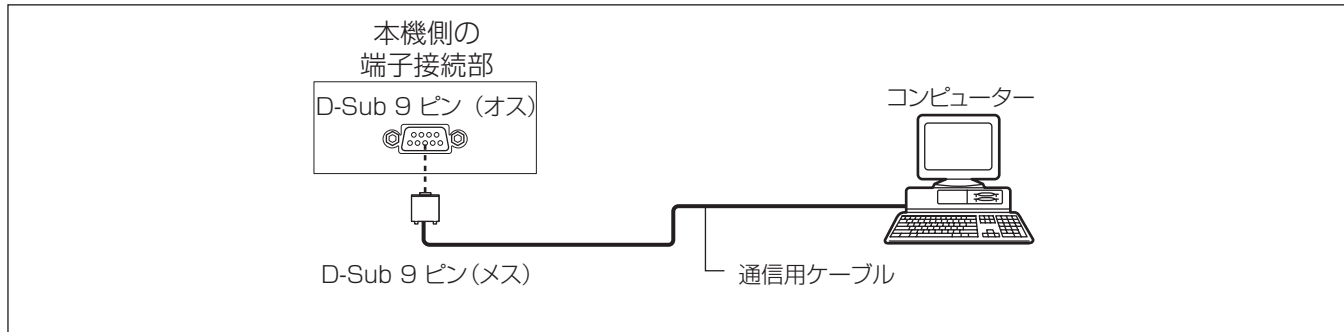 本機側の
端子接続部
D-Sub 9 ピン（オス）
コンピューター
D-Sub 9 ピン（メス）
通信用ケーブル